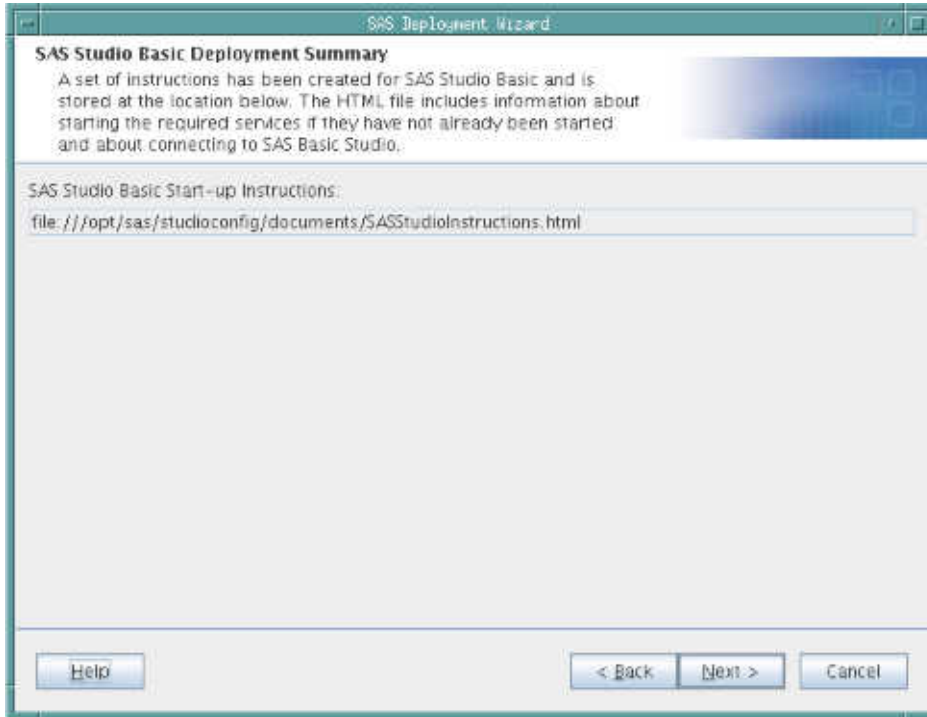 SAS Deployment Wizard
SAS Studio Basic Deployment Summary
A set of instructions has been created for SAS Studio Basic and is
stored at the location below. The HTML file includes information about
starting the required services if they have not already been started
and about connecting to SAS Basic Studio.
SAS Studio Basic Start-up Instructions:
file:///opt/sas/studioconfig/documents/SASStudioInstructions.html
Help
< Back
Next >
Cancel